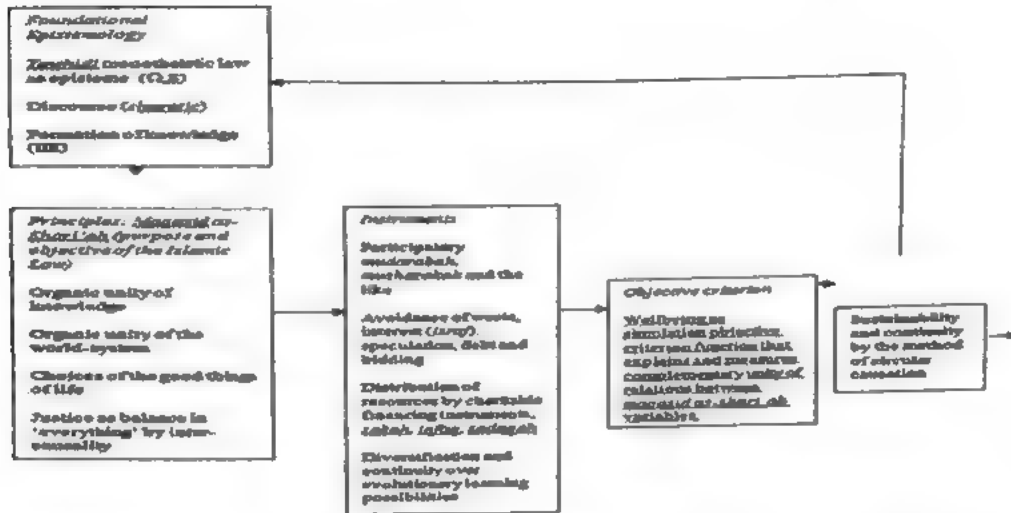 Foundational
Epistemology
Tawhidi monotheistic law
as episteme (Ω,S)
Discourse
Formation of knowledge
Principles: Maqasid as-
Shari'ah (purpose and
objective of the Islamic
Law)
Organic unity of
knowledge
Organic unity of the
world-system
Choices of the good things
of life
Justice as balance in
'everything' by inter-
causality
Instruments
Participatory
mudarabah,
musharakah and the
like
Avoidance of waste,
interest
speculation, debt and
bidding
Distribution of
resources by charitable
financing instruments,
zakah, infaq,
Diversification and
continuity over
evolutionary learning
possibilities
Objective criterion
Wellbeing as
simulation objective
criterion function that
explains and measures
complementary unity of
relations between
maqasid as-shari'ah
variables
Sustainability
and continuity
by the method
of circular
causation